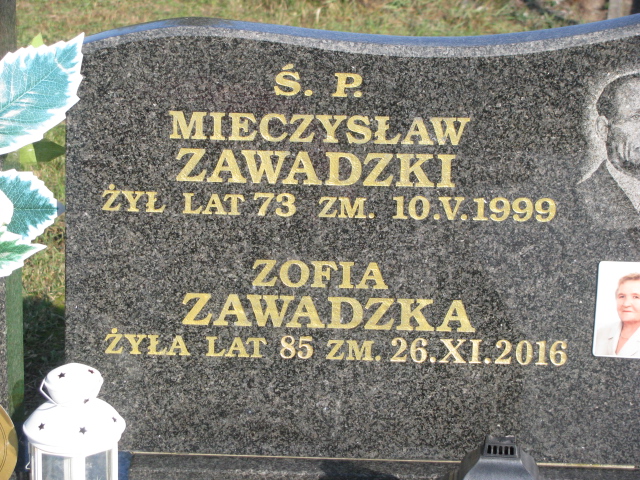 Ś. P.
MIECZYSŁAW
ZAWADZKI
ŻYŁ LAT 73 ZM. 10.V.1999
ZOFIA
ZAWADZKA
ŻYŁA LAT 85 ZM. 26.XI.2016